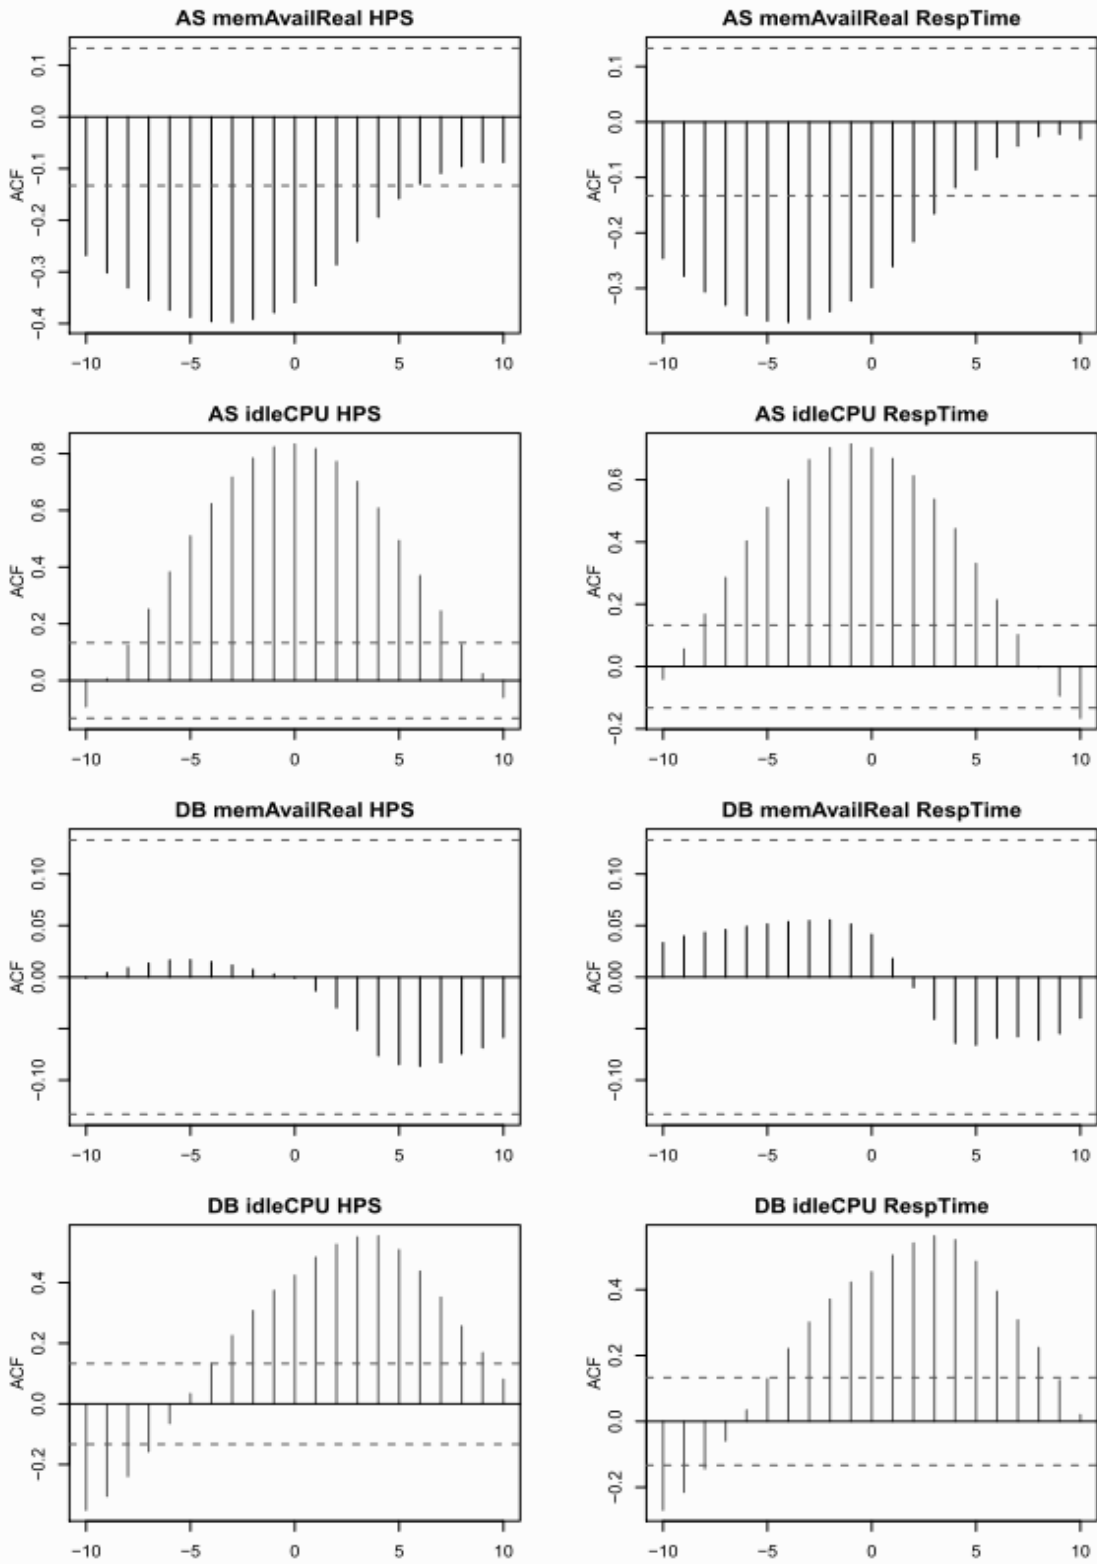 AS memAvailReal HPS
ACF
0.1
0.0
−0.1
−0.2
−0.3
−0.4
−10 −5 0 5 10
AS memAvailReal RespTime
ACF
0.1
0.0
−0.1
−0.2
−0.3
−10 −5 0 5 10
AS idleCPU HPS
ACF
0.8
0.6
0.4
0.2
0.0
−10 −5 0 5 10
AS idleCPU RespTime
ACF
0.6
0.4
0.2
0.0
−0.2
−10 −5 0 5 10
DB memAvailReal HPS
ACF
0.10
0.05
0.00
−0.10
−10 −5 0 5 10
DB memAvailReal RespTime
ACF
0.10
0.05
0.00
−0.10
−10 −5 0 5 10
DB idleCPU HPS
ACF
0.4
0.2
0.0
−0.2
−10 −5 0 5 10
DB idleCPU RespTime
ACF
0.4
0.2
0.0
−0.2
−10 −5 0 5 10